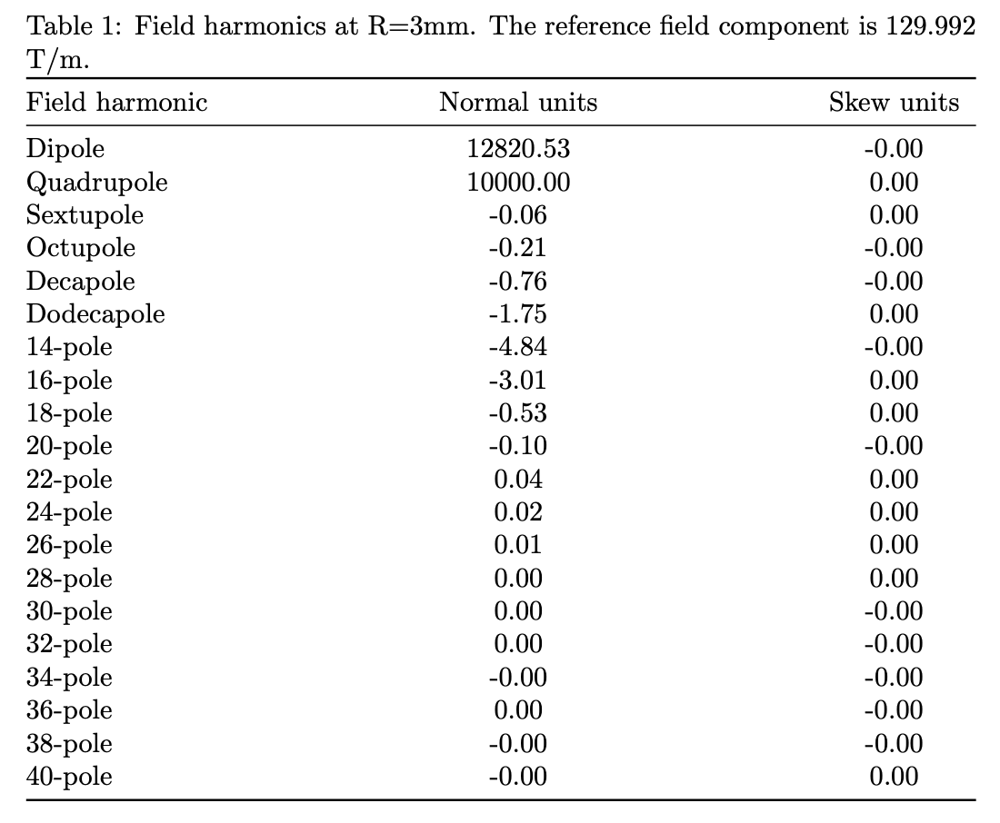 Table 1: Field harmonics at R=3mm. The reference field component is 129.992
T/m.
Field harmonic Normal units Skew units
Dipole 12820.53 -0.00
Quadrupole 10000.00 0.00
Sextupole -0.06 0.00
Octupole -0.21 -0.00
Decapole -0.76 -0.00
Dodecapole -1.75 0.00
14-pole -4.84 -0.00
16-pole -3.01 0.00
18-pole -0.53 0.00
20-pole -0.10 -0.00
22-pole 0.04 0.00
24-pole 0.02 0.00
26-pole 0.01 0.00
28-pole 0.00 0.00
30-pole 0.00 -0.00
32-pole 0.00 -0.00
34-pole -0.00 -0.00
36-pole 0.00 -0.00
38-pole -0.00 -0.00
40-pole -0.00 0.00